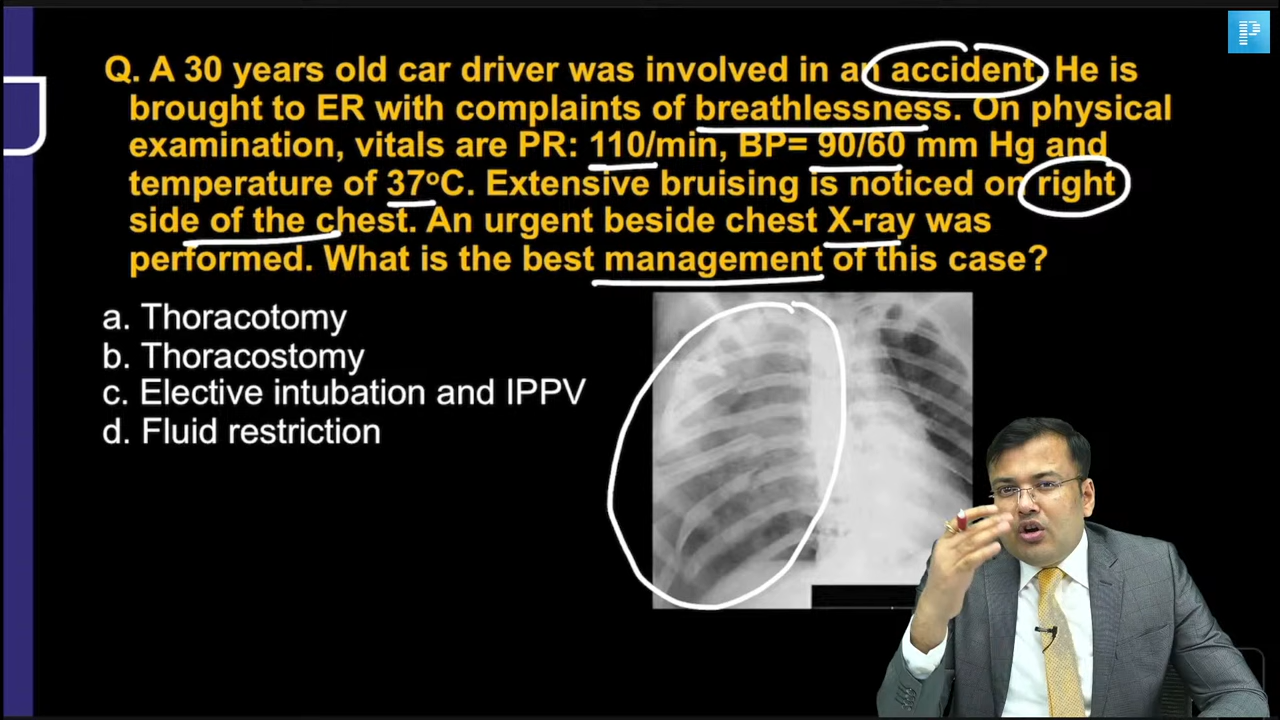 Q. A 30 years old car driver was involved in an accident. He is
brought to ER with complaints of breathlessness. On physical
examination, vitals are PR: 110/min, BP= 90/60 mm Hg and
temperature of 37°C. Extensive bruising is noticed on right
side of the chest. An urgent beside chest X-ray was
performed. What is the best management of this case?
a. Thoracotomy
b. Thoracostomy
c. Elective intubation and IPPV
d. Fluid restriction
P